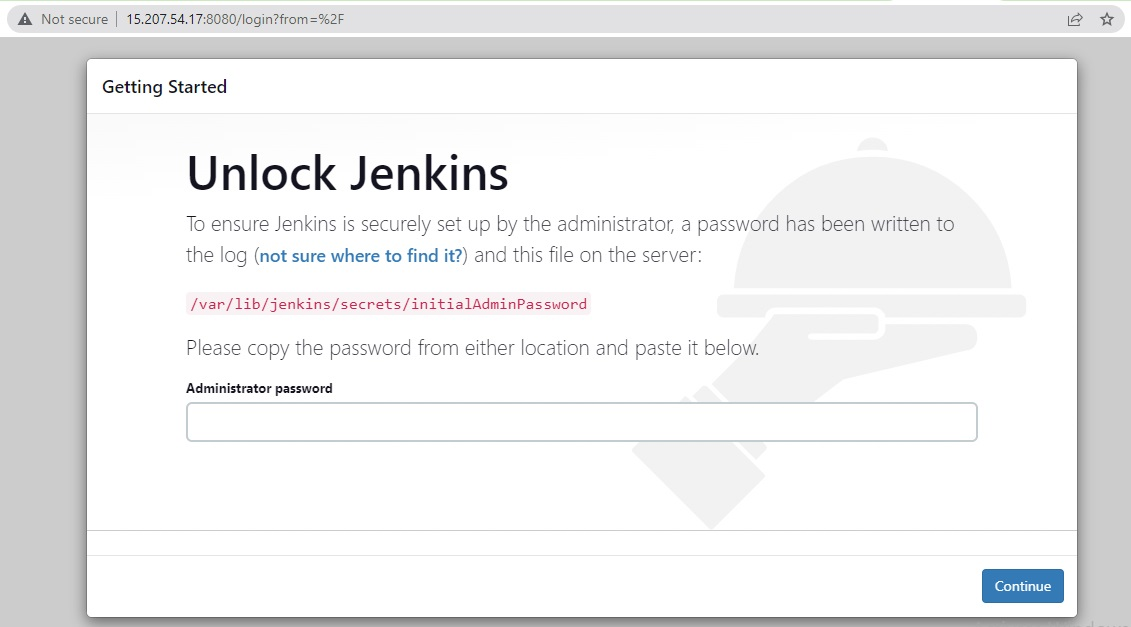 Not secure | 15.207.54.17:8080/login?from=%2F
Getting Started
Unlock Jenkins
To ensure Jenkins is securely set up by the administrator, a password has been written to
the log (not sure where to find it?) and this file on the server:
/var/lib/jenkins/secrets/initialAdminPassword
Please copy the password from either location and paste it below.
Administrator password
Continue